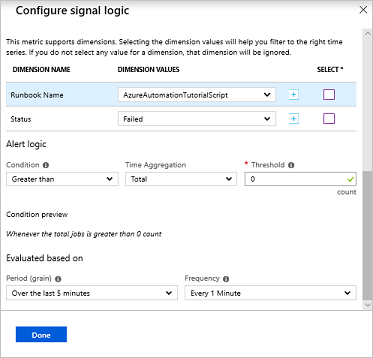 Configure signal logic
This metric supports dimensions. Selecting the dimension values will help you filter to the right time
series. If you do not select any value for a dimension, that dimension will be ignored.
DIMENSION NAME DIMENSION VALUES SELECT *
Runbook Name AzureAutomationTutorialScript +
Status Failed +
Alert logic
Condition Time Aggregation * Threshold
Greater than Total 0
count
Condition preview
Whenever the total jobs is greater than 0 count
Evaluated based on
Period (grain) Frequency
Over the last 5 minutes Every 1 Minute
Done